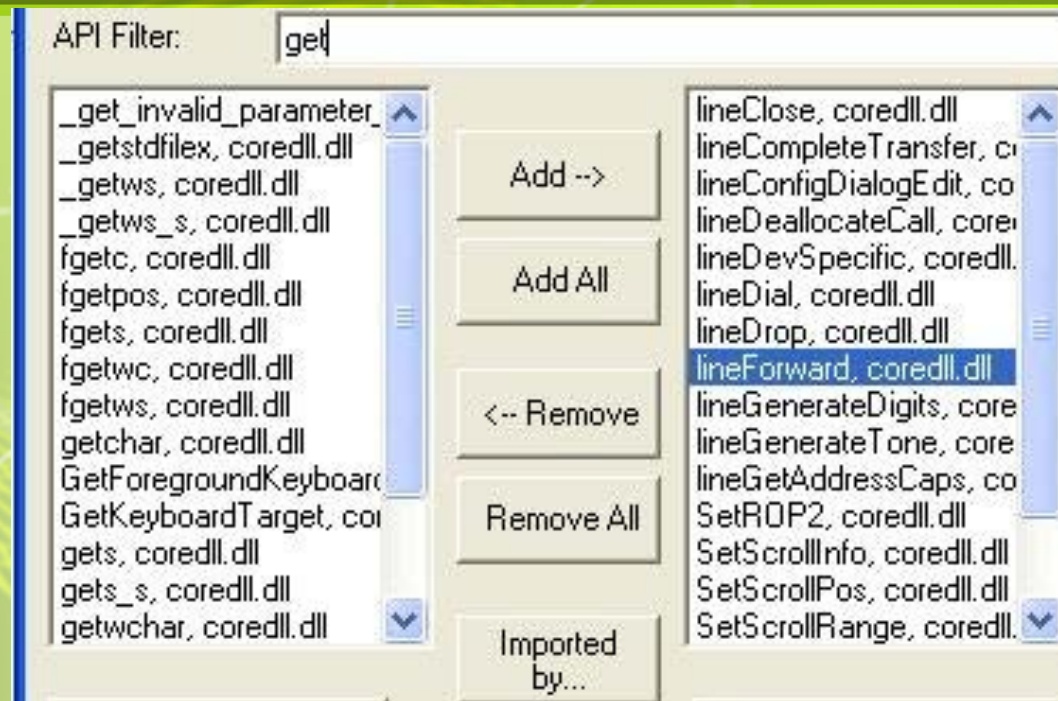 API Filter:
get
_get_invalid_parameter_
_getstdfilex, coredll.dll
_getws, coredll.dll
_getws_s, coredll.dll
fgetc, coredll.dll
fgetpos, coredll.dll
fgets, coredll.dll
fgetwc, coredll.dll
fgetws, coredll.dll
getchar, coredll.dll
GetForegroundKeyboard
GetKeyboardTarget, co
gets, coredll.dll
gets_s, coredll.dll
getwchar, coredll.dll
Add -->
Add All
<-- Remove
Remove All
Imported
by...
lineClose, coredll.dll
lineCompleteTransfer, c
lineConfigDialogEdit, co
lineDeallocateCall, core
lineDevSpecific, coredll.
lineDial, coredll.dll
lineDrop, coredll.dll
lineForward, coredll.dll
lineGenerateDigits, core
lineGenerateTone, core
lineGetAddressCaps, co
SetROP2, coredll.dll
SetScrollInfo, coredll.dll
SetScrollPos, coredll.dll
SetScrollRange, coredll.